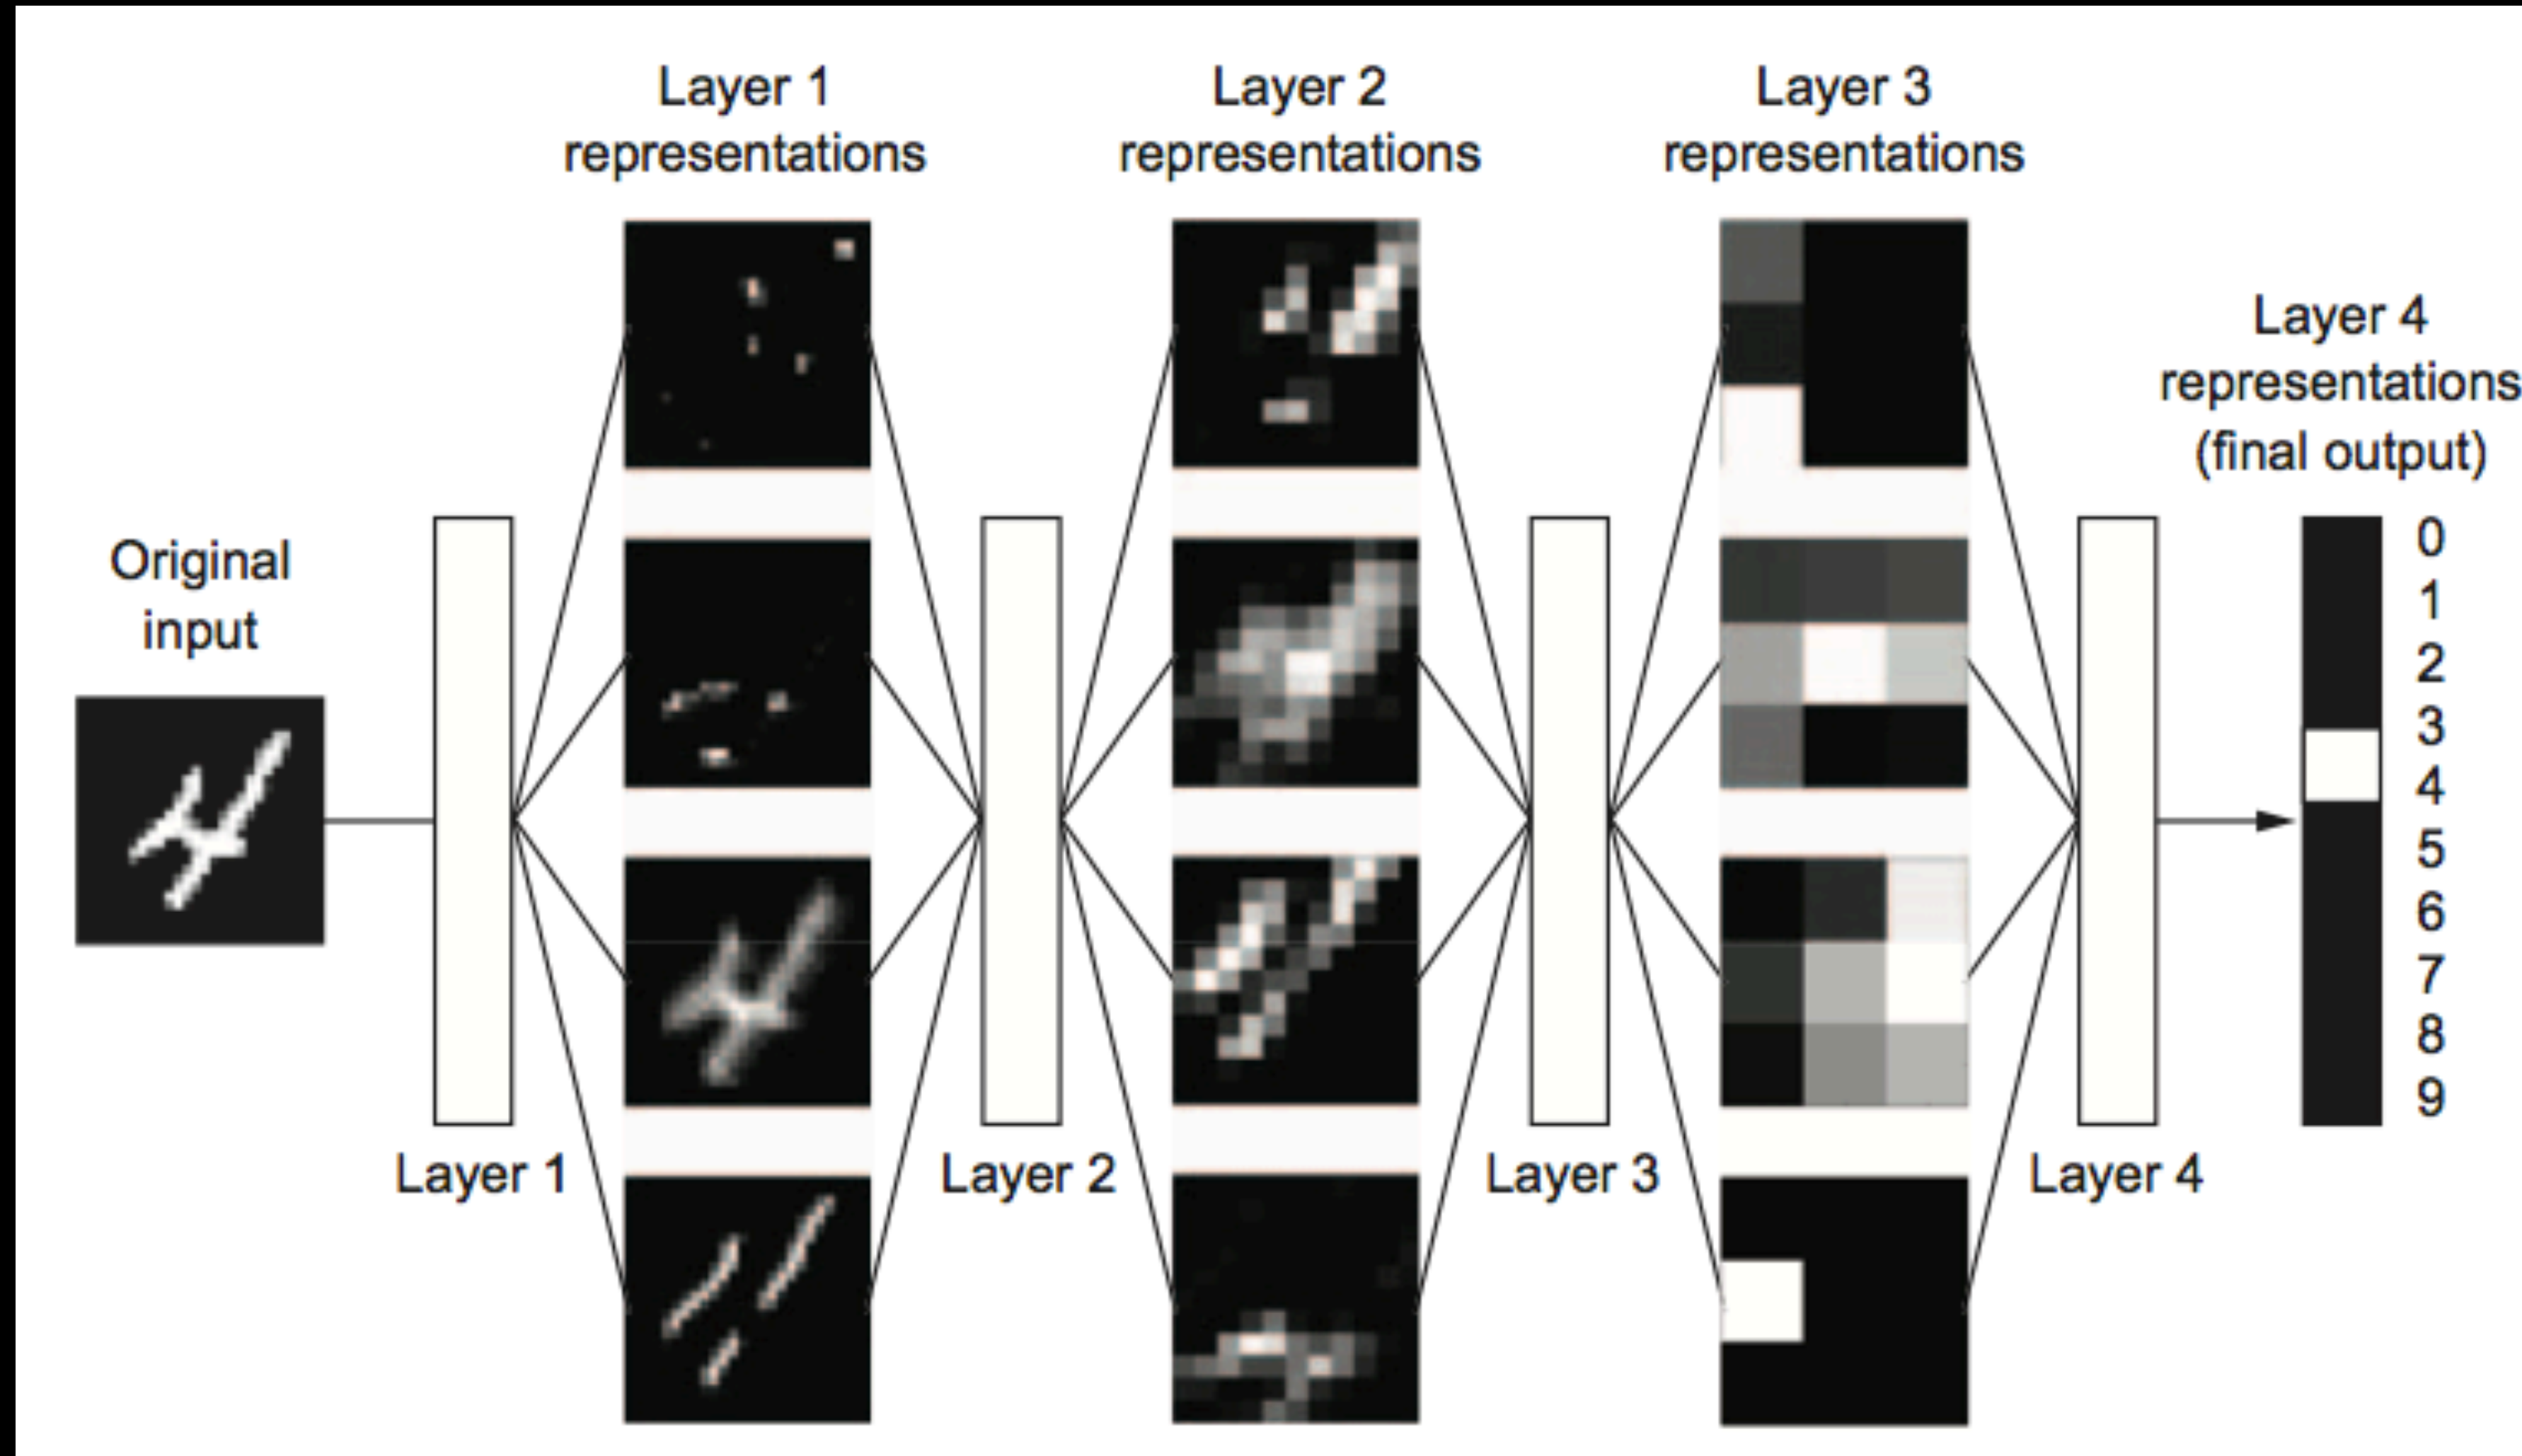 Layer 1
representations
Layer 2
representations
Layer 3
representations
Layer 4
representations
(final output)
Original
input
0
1
2
3
4
5
6
7
8
9
Layer 1
Layer 2
Layer 3
Layer 4